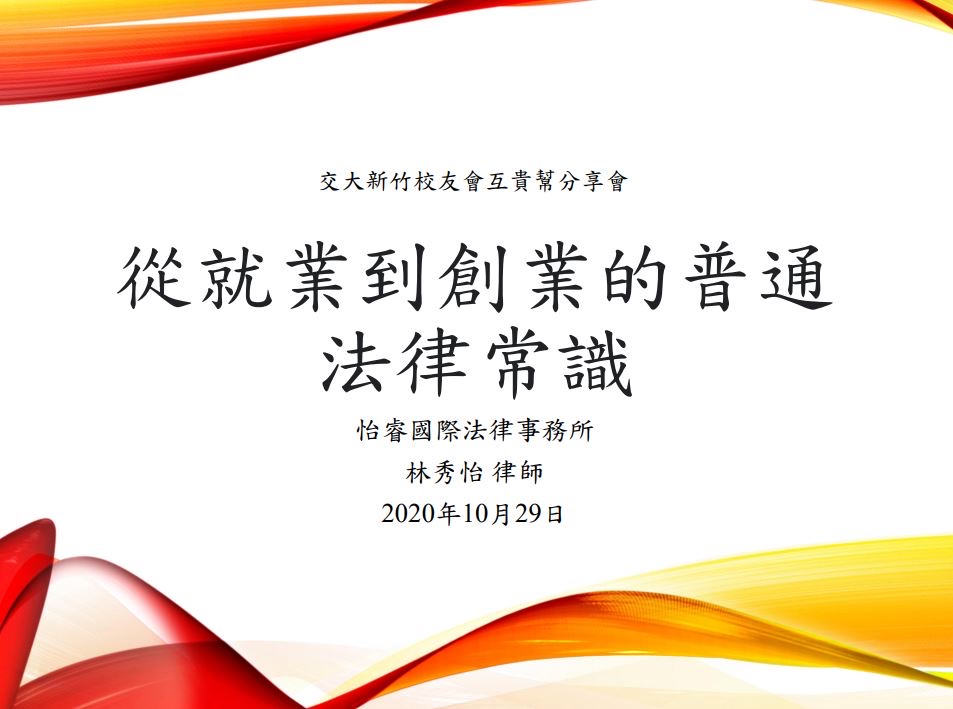 交大新竹校友會互貴幫分享會
從就業到創業的普通
法律常識
怡睿國際法律事務所
林秀怡 律師
2020年10月29日